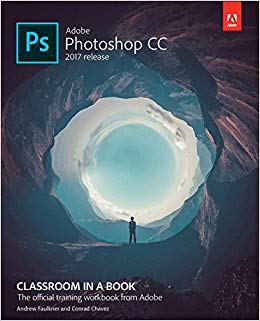 Ps
Adobe
Photoshop CC
2017 release
Adobe
CLASSROOM IN A BOOK
The official training workbook from Adobe
Andrew Faulkner and Conrad Chavez